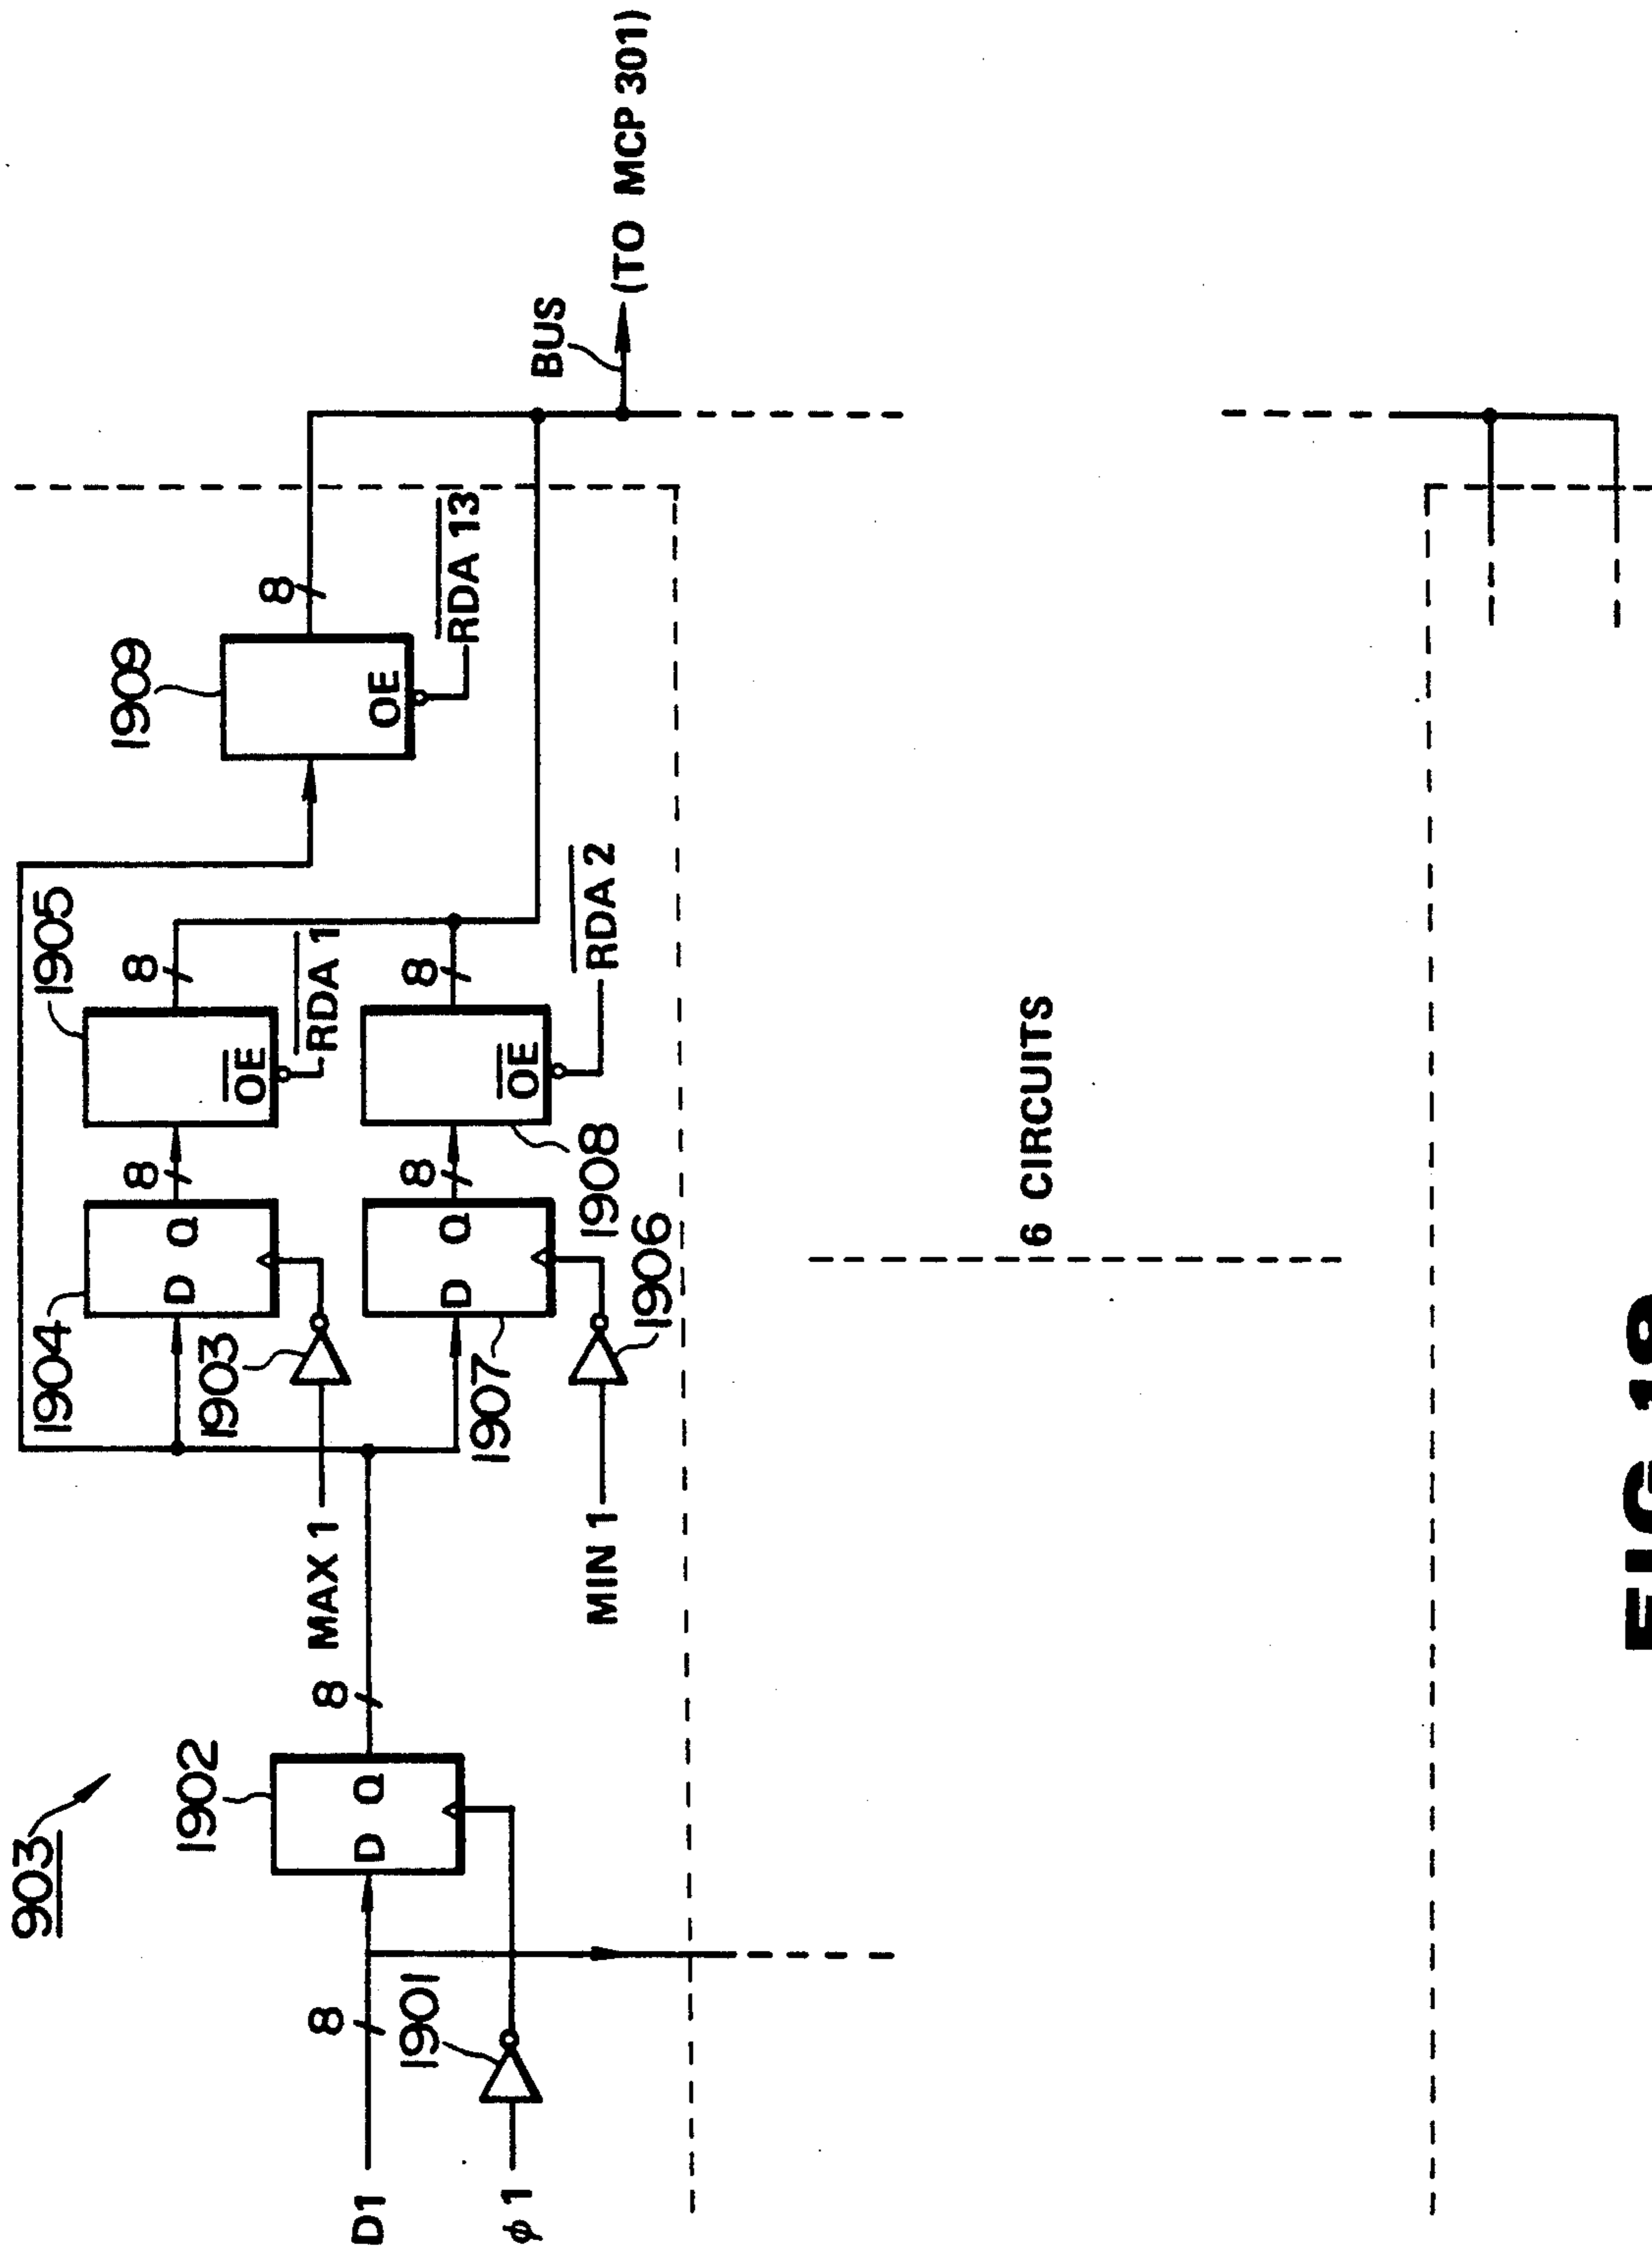 903
1902
1904
1905
1909
8
D1
8
D Q
8
D Q
8
OE
8
OE
RDA 13
1901
φ 1
MAX 1
1903
RDA 1
1907
D Q
8
1908
OE
8
RDA 2
MIN 1
1906
BUS
(TO MCP 301)
6 CIRCUITS